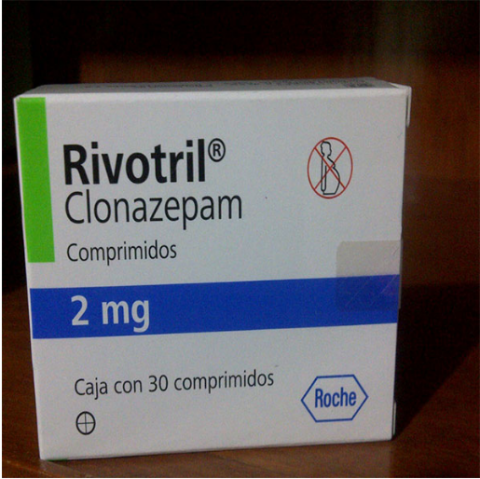 Rivotril®
Clonazepam
Comprimidos
2 mg
Caja con 30 comprimidos
Roche